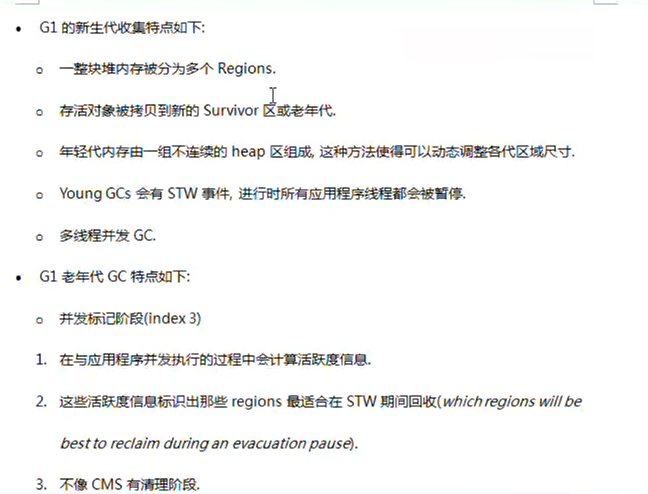 • G1 的新生代收集特点如下:
o 一整块堆内存被分为多个 Regions.
o 存活对象被拷贝到新的 Survivor 区或老年代.
o 年轻代内存由一组不连续的 heap 区组成, 这种方法使得可以动态调整各代区域尺寸.
o Young GCs 会有 STW 事件, 进行时所有应用程序线程都会被暂停.
o 多线程并发 GC.
• G1 老年代 GC 特点如下:
o 并发标记阶段(index 3)
1. 在与应用程序并发执行的过程中会计算活跃度信息.
2. 这些活跃度信息标识出那些 regions 最适合在 STW 期间回收(which regions will be
best to reclaim during an evacuation pause).
3. 不像 CMS 有清理阶段.